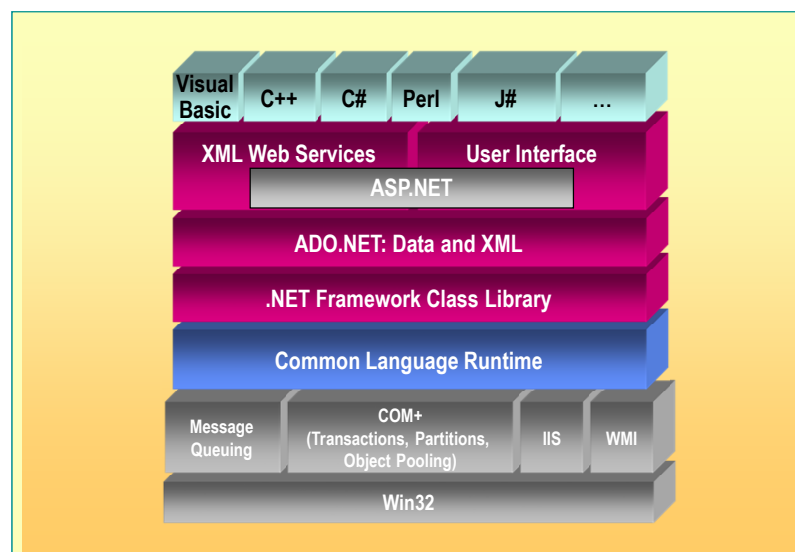 Visual
Basic
C++
C#
Perl
J#
...
XML Web Services
User Interface
ASP.NET
ADO.NET: Data and XML
.NET Framework Class Library
Common Language Runtime
Message
Queuing
COM+
(Transactions, Partitions,
Object Pooling)
IIS
WMI
Win32